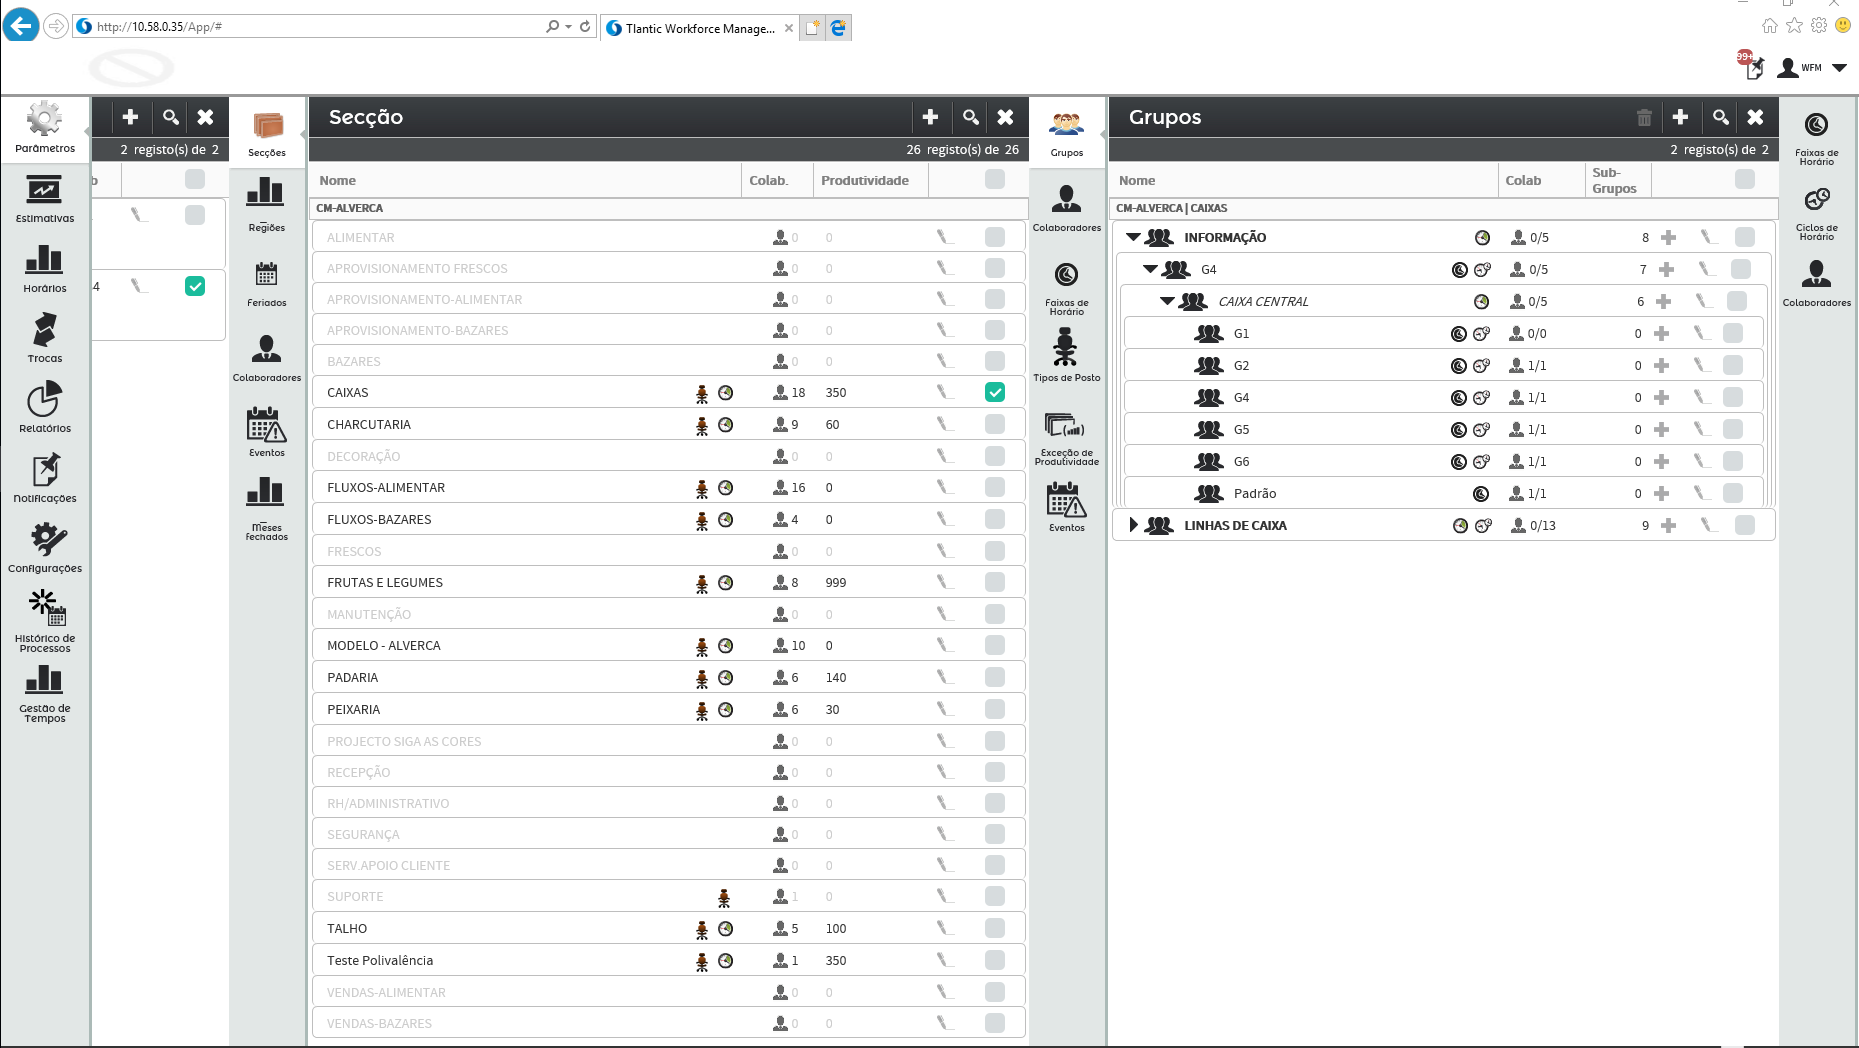 http://10.58.0.35/App/#
Tlantic Workforce Manage...
99+
WFM
Parâmetros
Estimativas
Horários
Trocas
Relatórios
Notificações
Configurações
Histórico de
Processos
Gestão de
Tempos
2 registo(s) de 2
b
4
Secções
Regiões
Feriados
Colaboradores
Eventos
Meses
fechados
Secção
26 registo(s) de 26
Nome Colab. Produtividade
CM-ALVERCA
ALIMENTAR 0 0
APROVISIONAMENTO FRESCOS 0 0
APROVISIONAMENTO-ALIMENTAR 0 0
APROVISIONAMENTO-BAZARES 0 0
BAZARES 0 0
CAIXAS 18 350
CHARCUTARIA 9 60
DECORAÇÃO 0 0
FLUXOS-ALIMENTAR 16 0
FLUXOS-BAZARES 4 0
FRESCOS 0 0
FRUTAS E LEGUMES 8 999
MANUTENÇÃO 0 0
MODELO - ALVERCA 10 0
PADARIA 6 140
PEIXARIA 6 30
PROJECTO SIGA AS CORES 0 0
RECEPÇÃO 0 0
RH/ADMINISTRATIVO 0 0
SEGURANÇA 0 0
SERV.APOIO CLIENTE 0 0
SUPORTE 1 0
TALHO 5 100
Teste Polivalência 1 350
VENDAS-ALIMENTAR 0 0
VENDAS-BAZARES 0 0
Grupos
Colaboradores
Faixas de
Horário
Tipos de Posto
Exceção de
Produtividade
Eventos
Grupos
2 registo(s) de 2
Nome Colab Sub-
Grupos
CM-ALVERCA | CAIXAS
INFORMAÇÃO 0/5 8
G4 0/5 7
CAIXA CENTRAL 0/5 6
G1 0/0 0
G2 1/1 0
G4 1/1 0
G5 1/1 0
G6 1/1 0
Padrão 1/1 0
LINHAS DE CAIXA 0/13 9
Faixas de
Horário
Ciclos de
Horário
Colaboradores